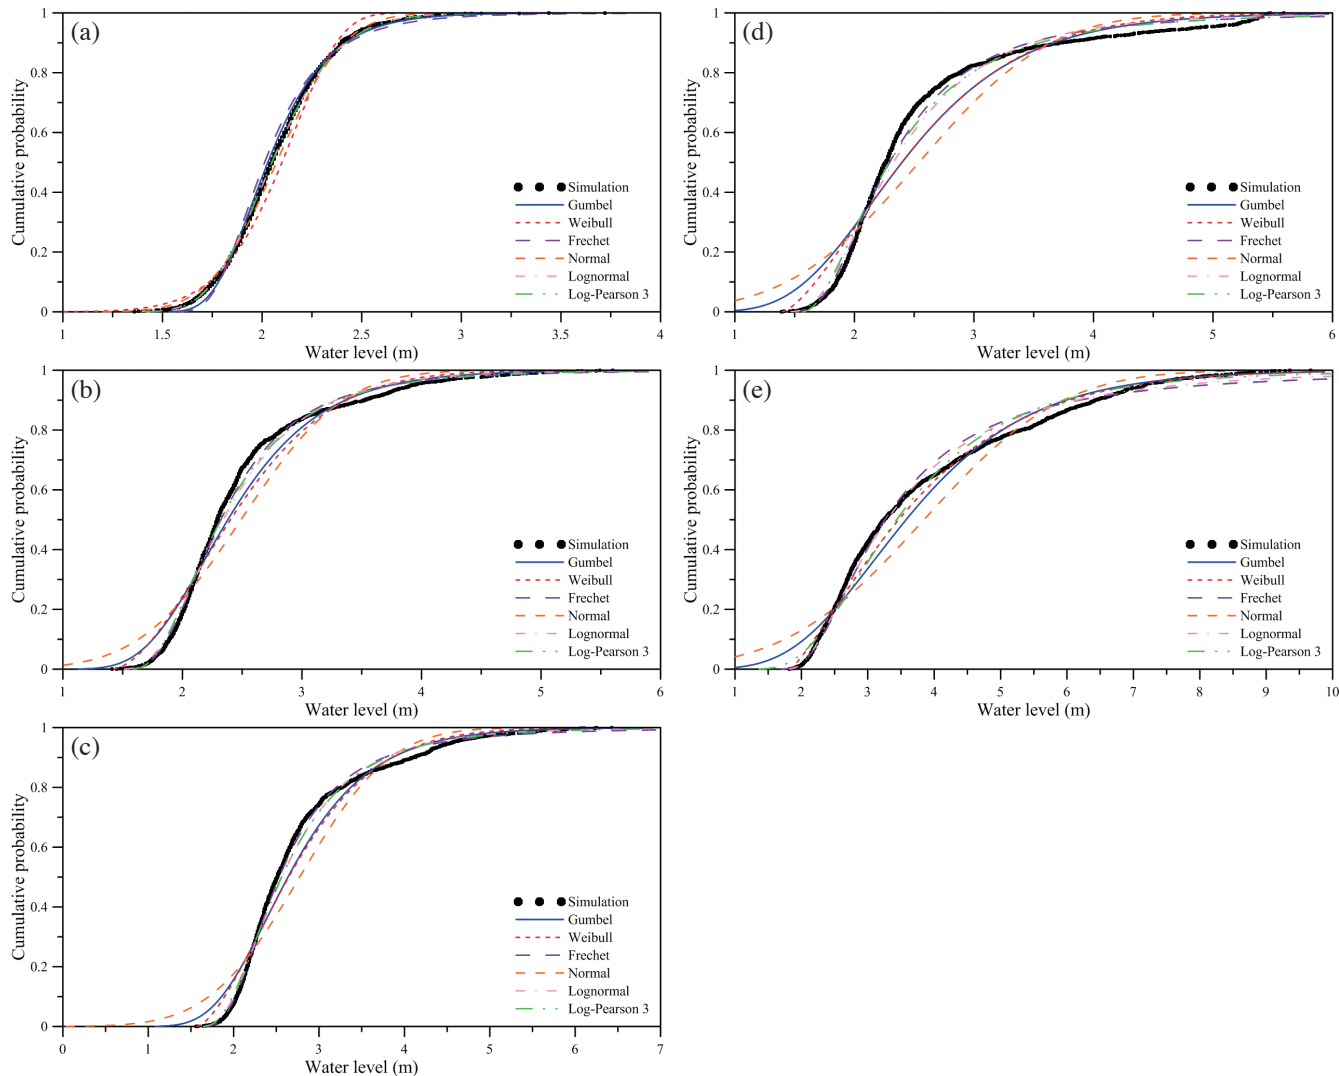 (a)
Cumulative probability
1
0.8
0.6
0.4
0.2
0
1
1.5
2
2.5
3
3.5
4
Water level (m)
Simulation
Gumbel
Weibull
Frechet
Normal
Lognormal
Log-Pearson 3
(d)
Cumulative probability
1
0.8
0.6
0.4
0.2
0
1
2
3
4
5
6
Water level (m)
Simulation
Gumbel
Weibull
Frechet
Normal
Lognormal
Log-Pearson 3
(b)
Cumulative probability
1
0.8
0.6
0.4
0.2
0
1
2
3
4
5
6
Water level (m)
Simulation
Gumbel
Weibull
Frechet
Normal
Lognormal
Log-Pearson 3
(e)
Cumulative probability
1
0.8
0.6
0.4
0.2
0
1
2
3
4
5
6
7
8
9
10
Water level (m)
Simulation
Gumbel
Weibull
Frechet
Normal
Lognormal
Log-Pearson 3
(c)
Cumulative probability
1
0.8
0.6
0.4
0.2
0
0
1
2
3
4
5
6
7
Water level (m)
Simulation
Gumbel
Weibull
Frechet
Normal
Lognormal
Log-Pearson 3